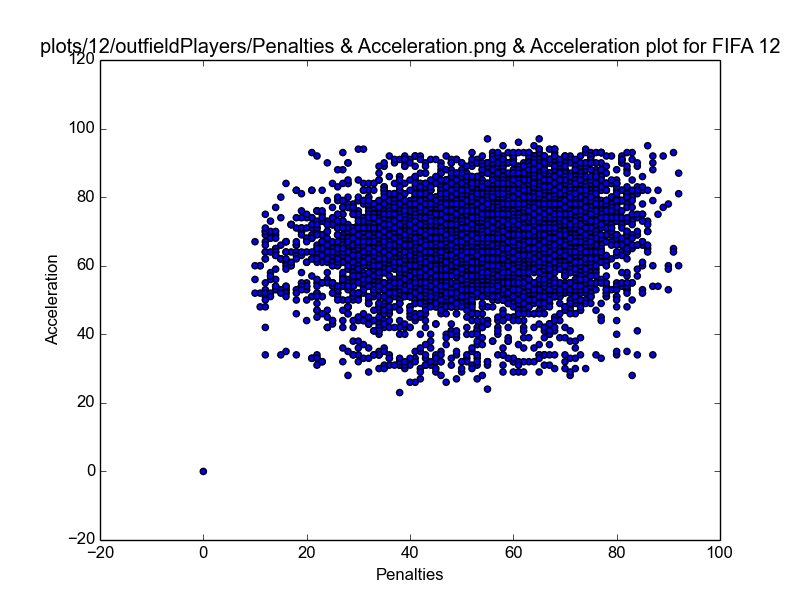 plots/12/outfieldPlayers/Penalties & Acceleration.png & Acceleration plot for FIFA 12
120
100
80
60
40
20
0
−20
Acceleration
−20 0 20 40 60 80 100
Penalties